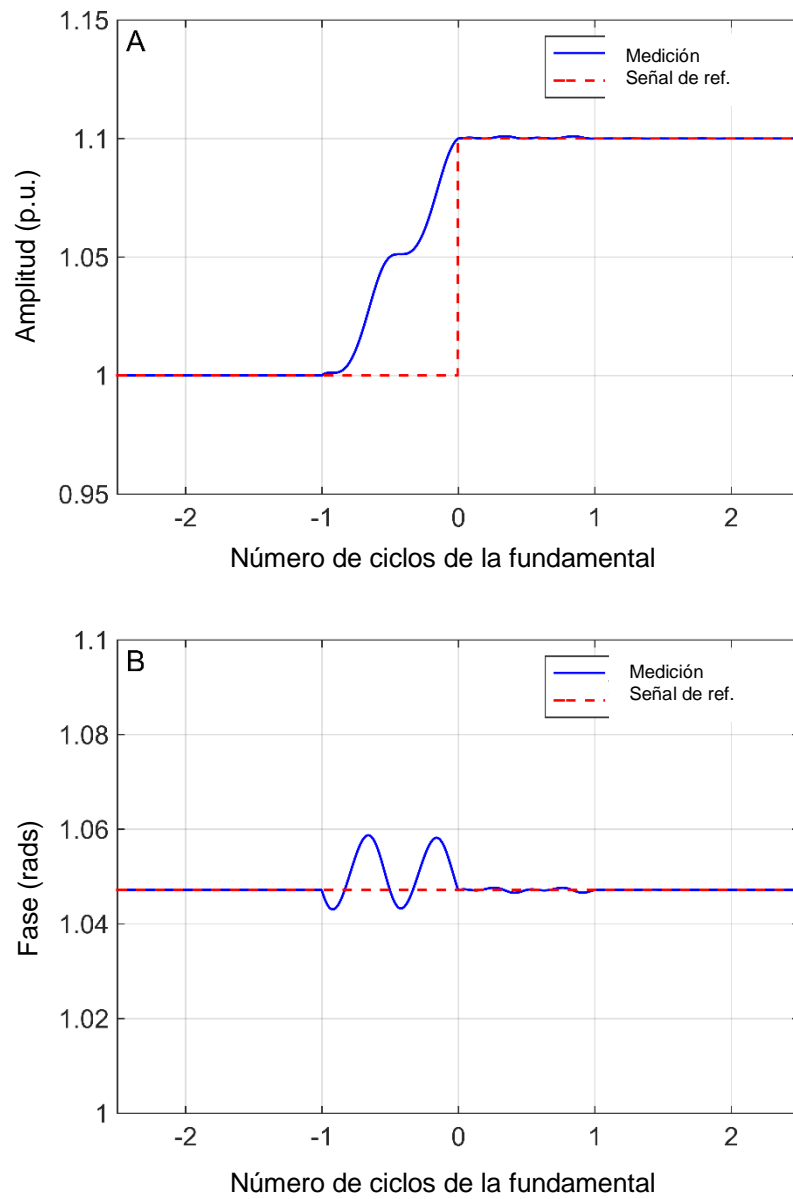 A
1.15
1.10
1.05
1
0.95
Amplitud (p.u.)
Medición
Señal de ref.
-2
-1
0
1
2
Número de ciclos de la fundamental
B
1.1
1.08
1.06
1.04
1.02
1
Fase (rads)
Medición
Señal de ref.
-2
-1
0
1
2
Número de ciclos de la fundamental